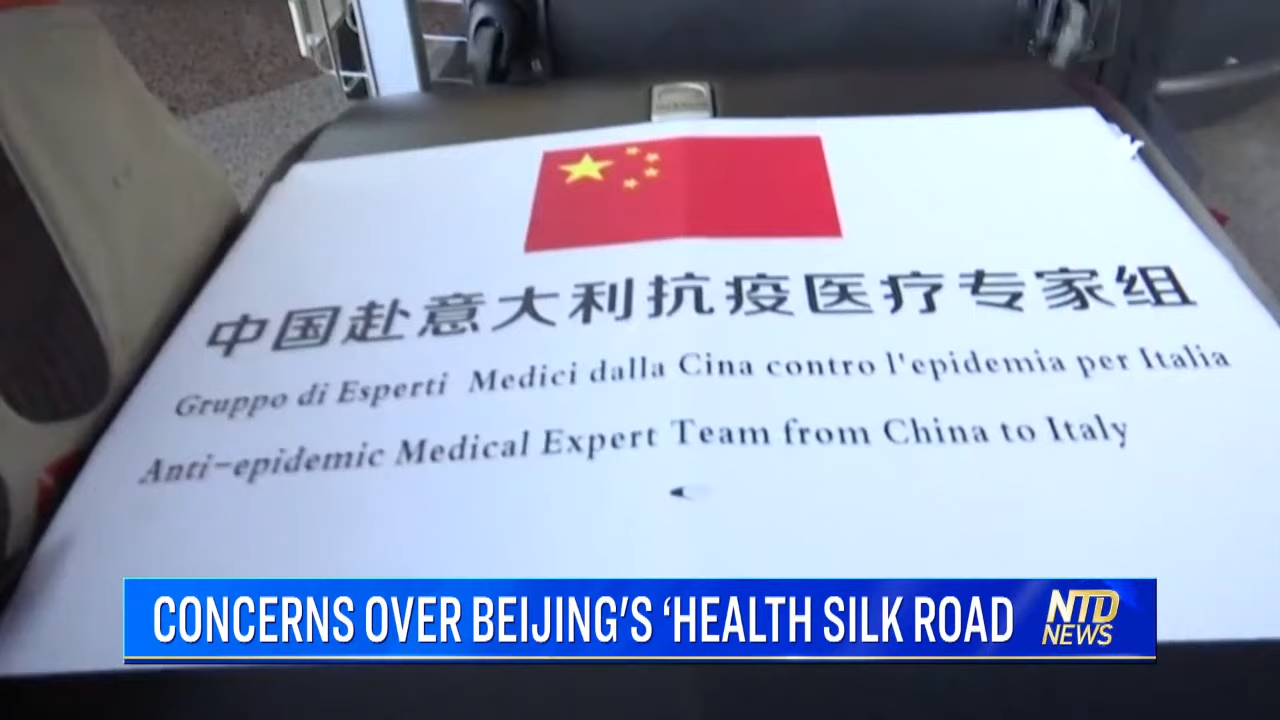 中国赴意大利抗疫医疗专家组
Gruppo di Esperti Medici dalla Cina contro l'epidemia per Italia
Anti-epidemic Medical Expert Team from China to Italy
CONCERNS OVER BEIJING'S ‘HEALTH SILK ROAD
NTD
NEWS